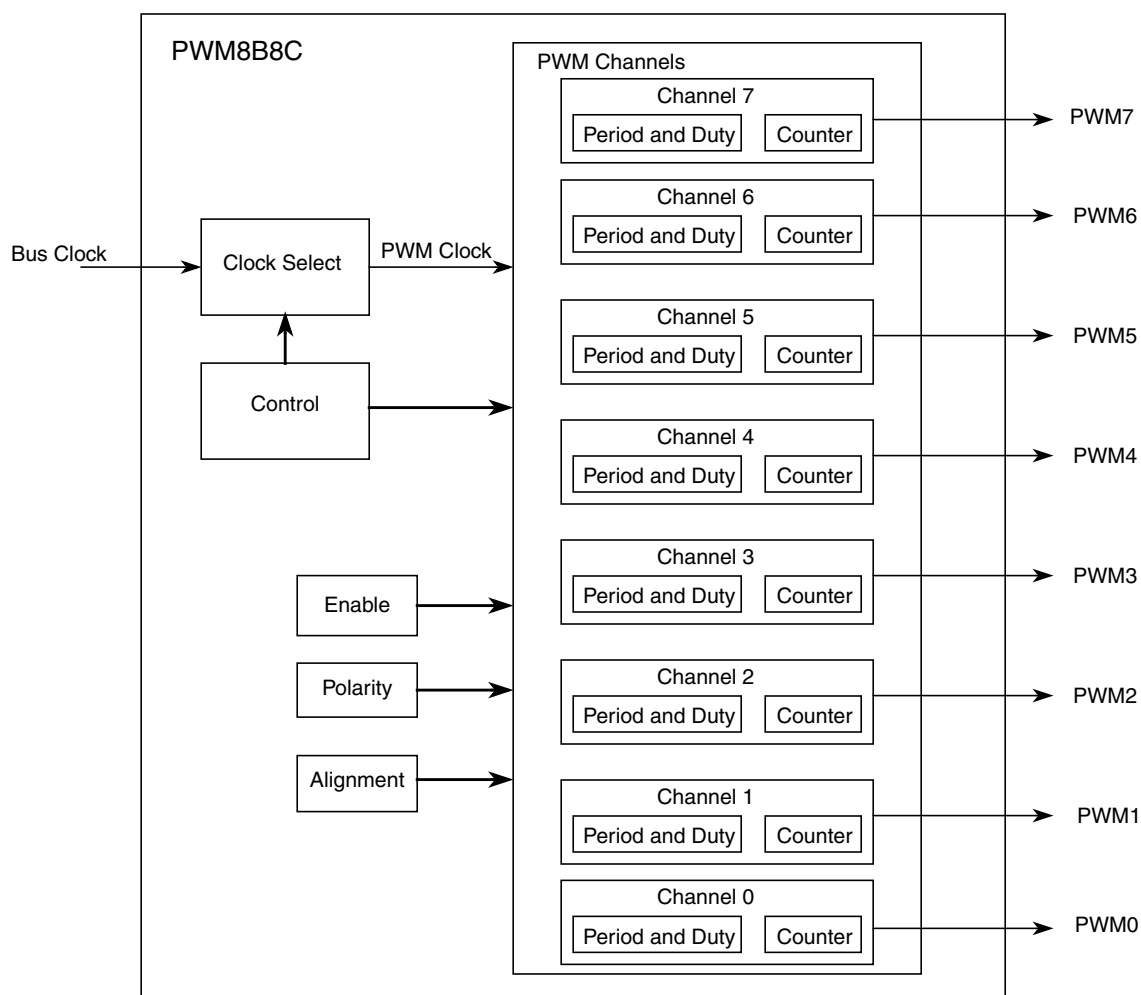 PWM8B8C
PWM Channels
Channel 7
Period and Duty
Counter
PWM7
Channel 6
Period and Duty
Counter
PWM6
Bus Clock
Clock Select
PWM Clock
Channel 5
Period and Duty
Counter
PWM5
Control
Channel 4
Period and Duty
Counter
PWM4
Channel 3
Period and Duty
Counter
PWM3
Enable
Polarity
Channel 2
Period and Duty
Counter
PWM2
Alignment
Channel 1
Period and Duty
Counter
PWM1
Channel 0
Period and Duty
Counter
PWM0